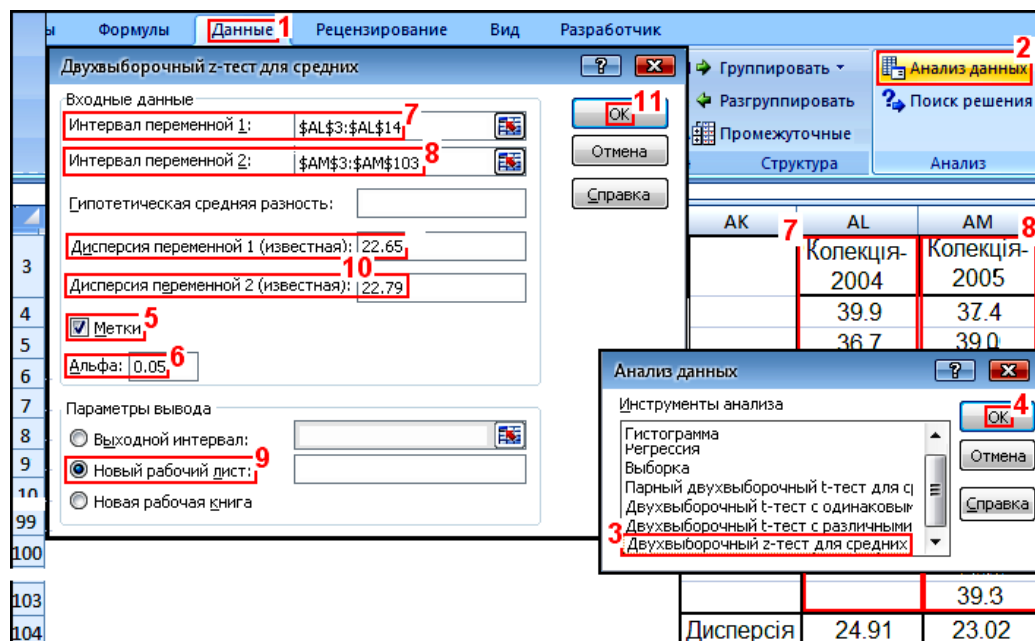 ы Формулы Данные 1 Рецензирование Вид Разработчик
Двухвыборочный z-тест для средних
Входные данные
Интервал переменной 1: $AL$3:$AL$14 7
Интервал переменной 2: $AM$3:$AM$103 8
Гипотетическая средняя разность:
Дисперсия переменной 1 (известная): 22.65
10
Дисперсия переменной 2 (известная): 22.79
Метки 5
Альфа: 0.05 6
Параметры вывода
Выходной интервал:
Новый рабочий лист: 9
Новая рабочая книга
OK 11
Отмена
Справка
2
Группировать
Разгруппировать
Промежуточные
Структура
Анализ данных
Поиск решения
Анализ
AK 7 AL AM 8
3 Колекція-2004 Колекція-2005
4 39.9 37.4
5 36.7 39.0
6
7
8
9
10
99
100
103 39.3
104 Дисперсія 24.91 23.02
Анализ данных
Инструменты анализа
Гистограмма
Регрессия
Выборка
Парный двухвыборочный t-тест для с
Двухвыборочный t-тест с одинаковым
Двухвыборочный t-тест с различными
3 Двухвыборочный z-тест для средних
OK 4
Отмена
Справка